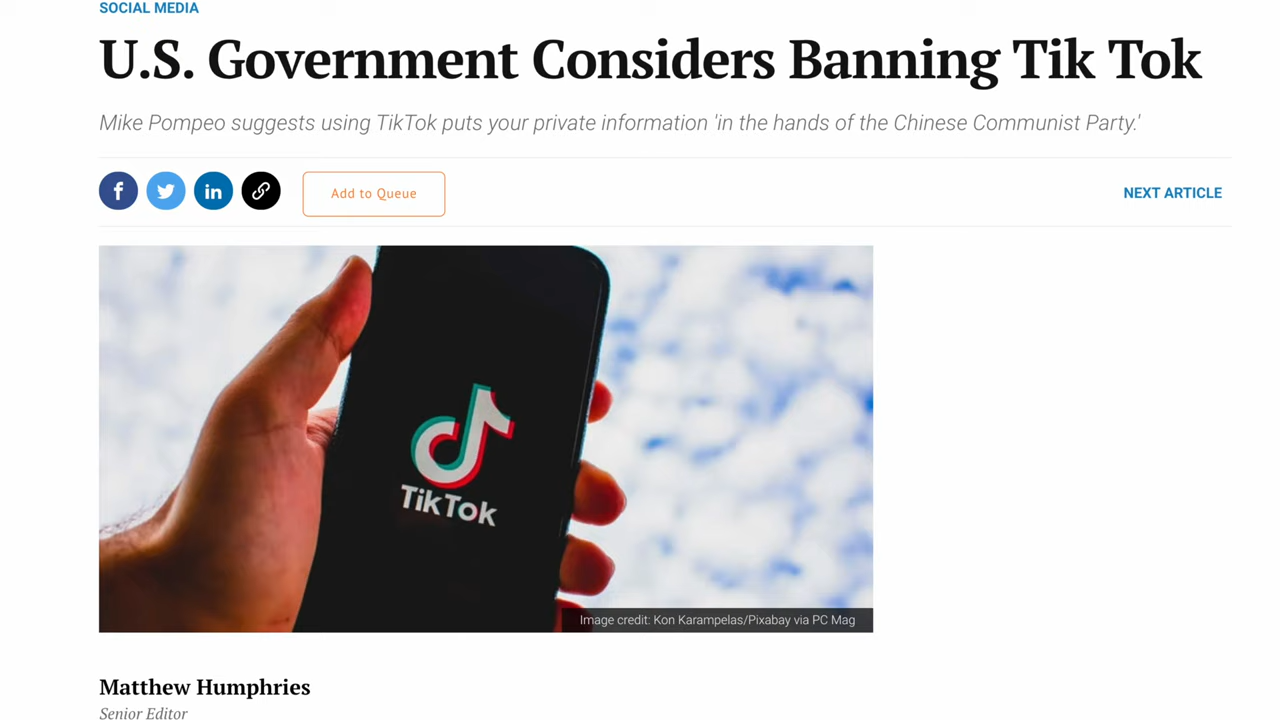 SOCIAL MEDIA
U.S. Government Considers Banning Tik Tok
Mike Pompeo suggests using TikTok puts your private information 'in the hands of the Chinese Communist Party.'
f in Add to Queue NEXT ARTICLE
TikTok
Image credit: Kon Karampelas/Pixabay via PC Mag
Matthew Humphries
Senior Editor